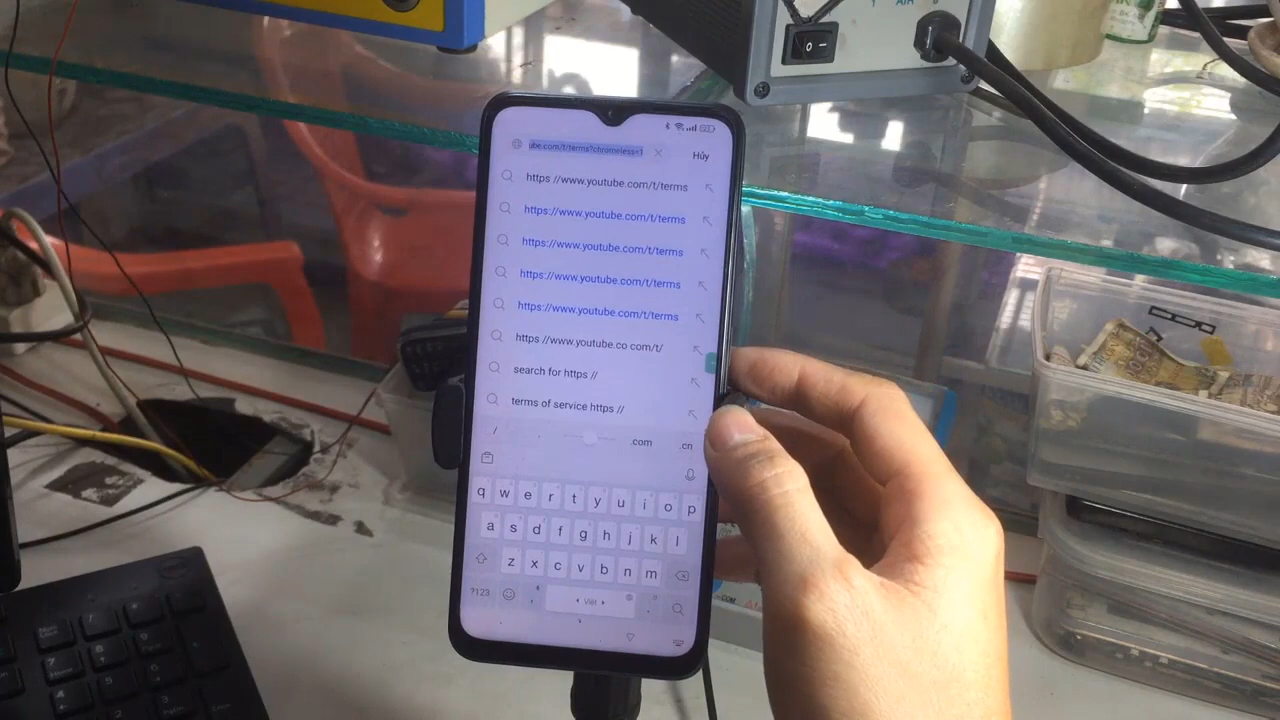 ube.com/t/terms?chromeless=1
Hủy
https //www.youtube.com/t/terms
https://www.youtube.com/t/terms
https://www.youtube.com/t/terms
https://www.youtube.com/t/terms
https://www.youtube.com/t/terms
https //www.youtube.co com/t/
search for https //
terms of service https //
/ . .com .cn
q w e r t y u i o p
a s d f g h j k l
z x c v b n m
?123 Việt